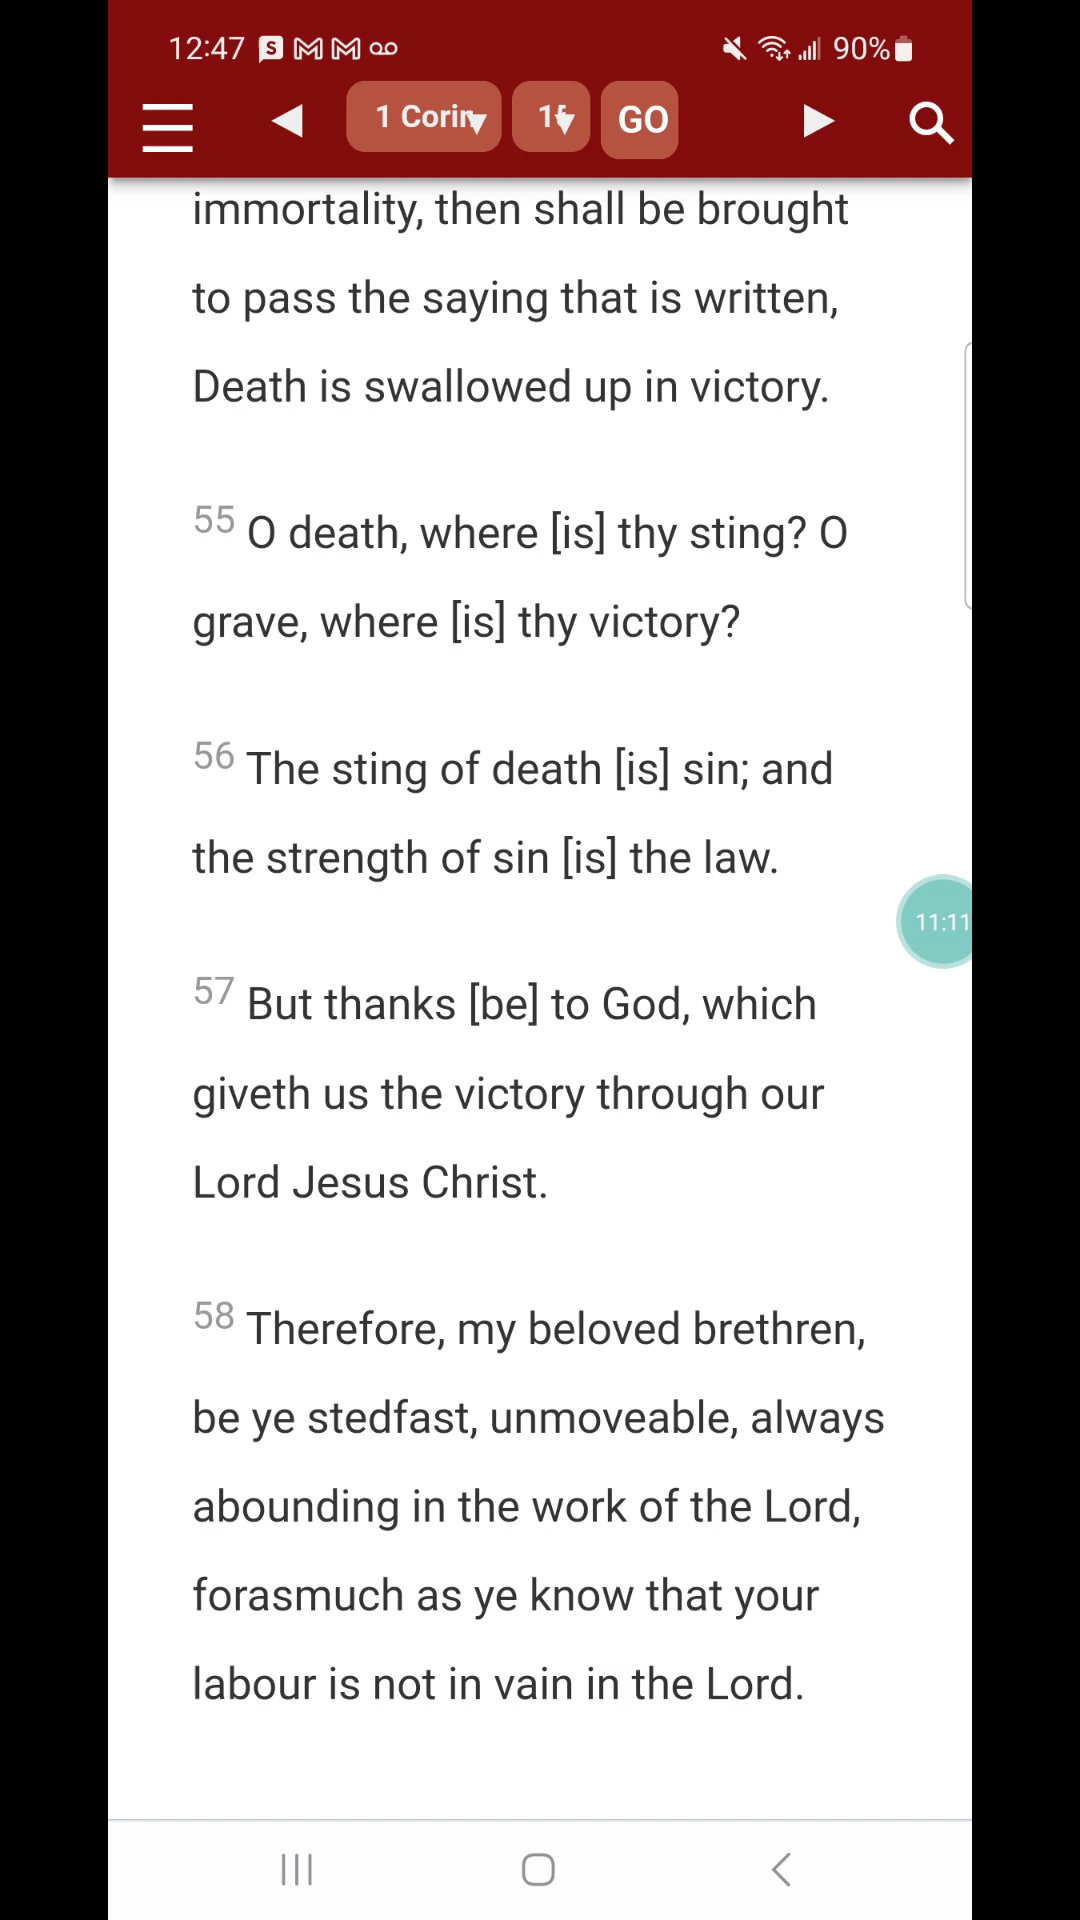 12:47 S 90%
1 Corin GO
immortality, then shall be brought
to pass the saying that is written,
Death is swallowed up in victory.
55 O death, where [is] thy sting? O
grave, where [is] thy victory?
56 The sting of death [is] sin; and
the strength of sin [is] the law.
11:11
57 But thanks [be] to God, which
giveth us the victory through our
Lord Jesus Christ.
58 Therefore, my beloved brethren,
be ye stedfast, unmoveable, always
abounding in the work of the Lord,
forasmuch as ye know that your
labour is not in vain in the Lord.